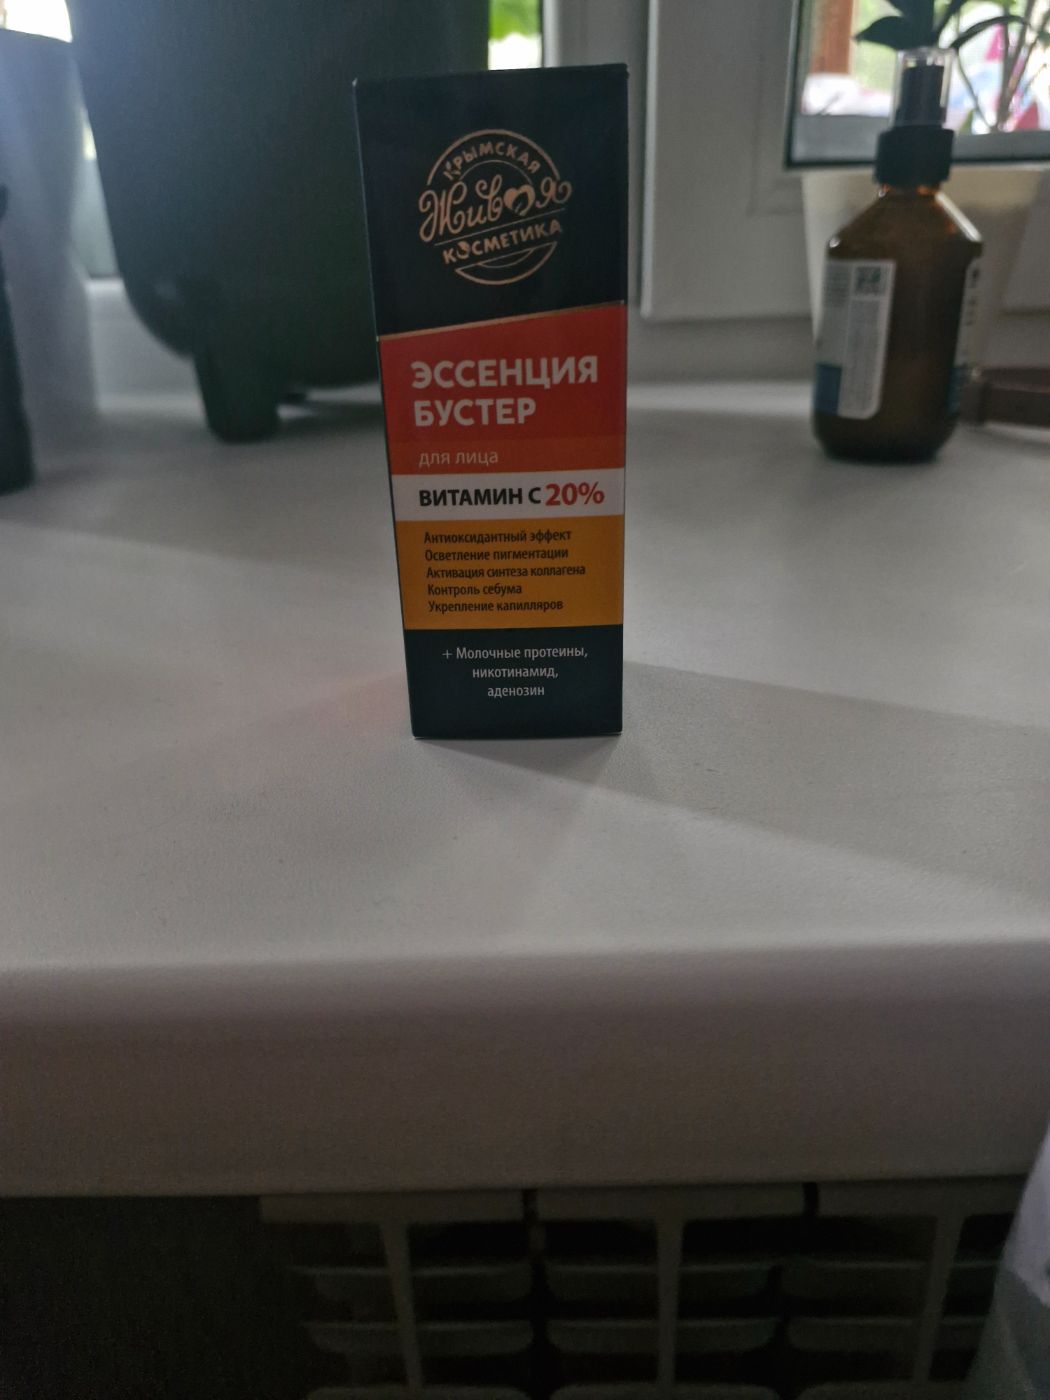 Крымская
Живая
косметика
ЭССЕНЦИЯ
БУСТЕР
для лица
ВИТАМИН С 20%
Антиоксидантный эффект
Осветление пигментации
Активация синтеза коллагена
Контроль себума
Укрепление капилляров
+ Молочные протеины,
никотинамид,
аденозин